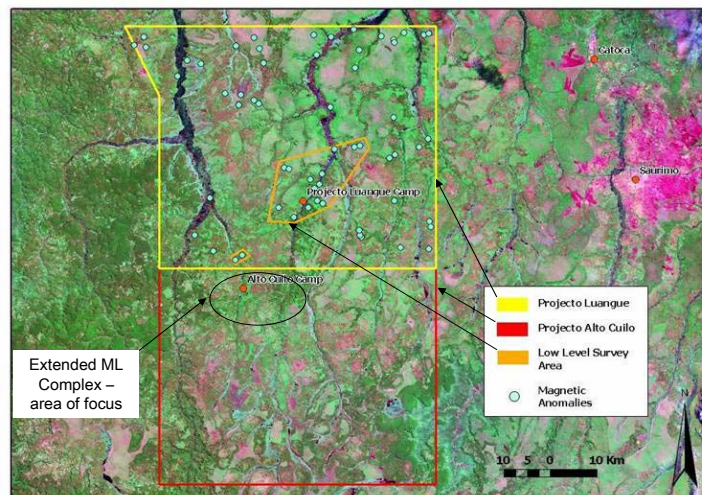 Catoca
Saurimo
Projecto Luangue Camp
Alto Cuilo Camp
Extended ML
Complex –
area of focus
Projecto Luangue
Projecto Alto Cuilo
Low Level Survey
Area
Magnetic
Anomalies
N
10 5 0 10 Km